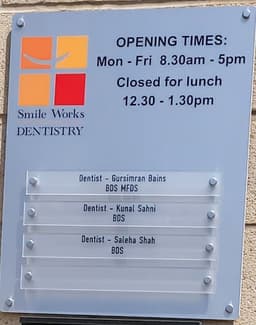 OPENING TIMES:
Mon - Fri 8.30am - 5pm
Closed for lunch
12.30 - 1.30pm
Smile Works
DENTISTRY
Dentist - Gursimran Bains
BDS MFDS
Dentist - Kunal Sahni
BDS
Dentist - Saleha Shah
BDS